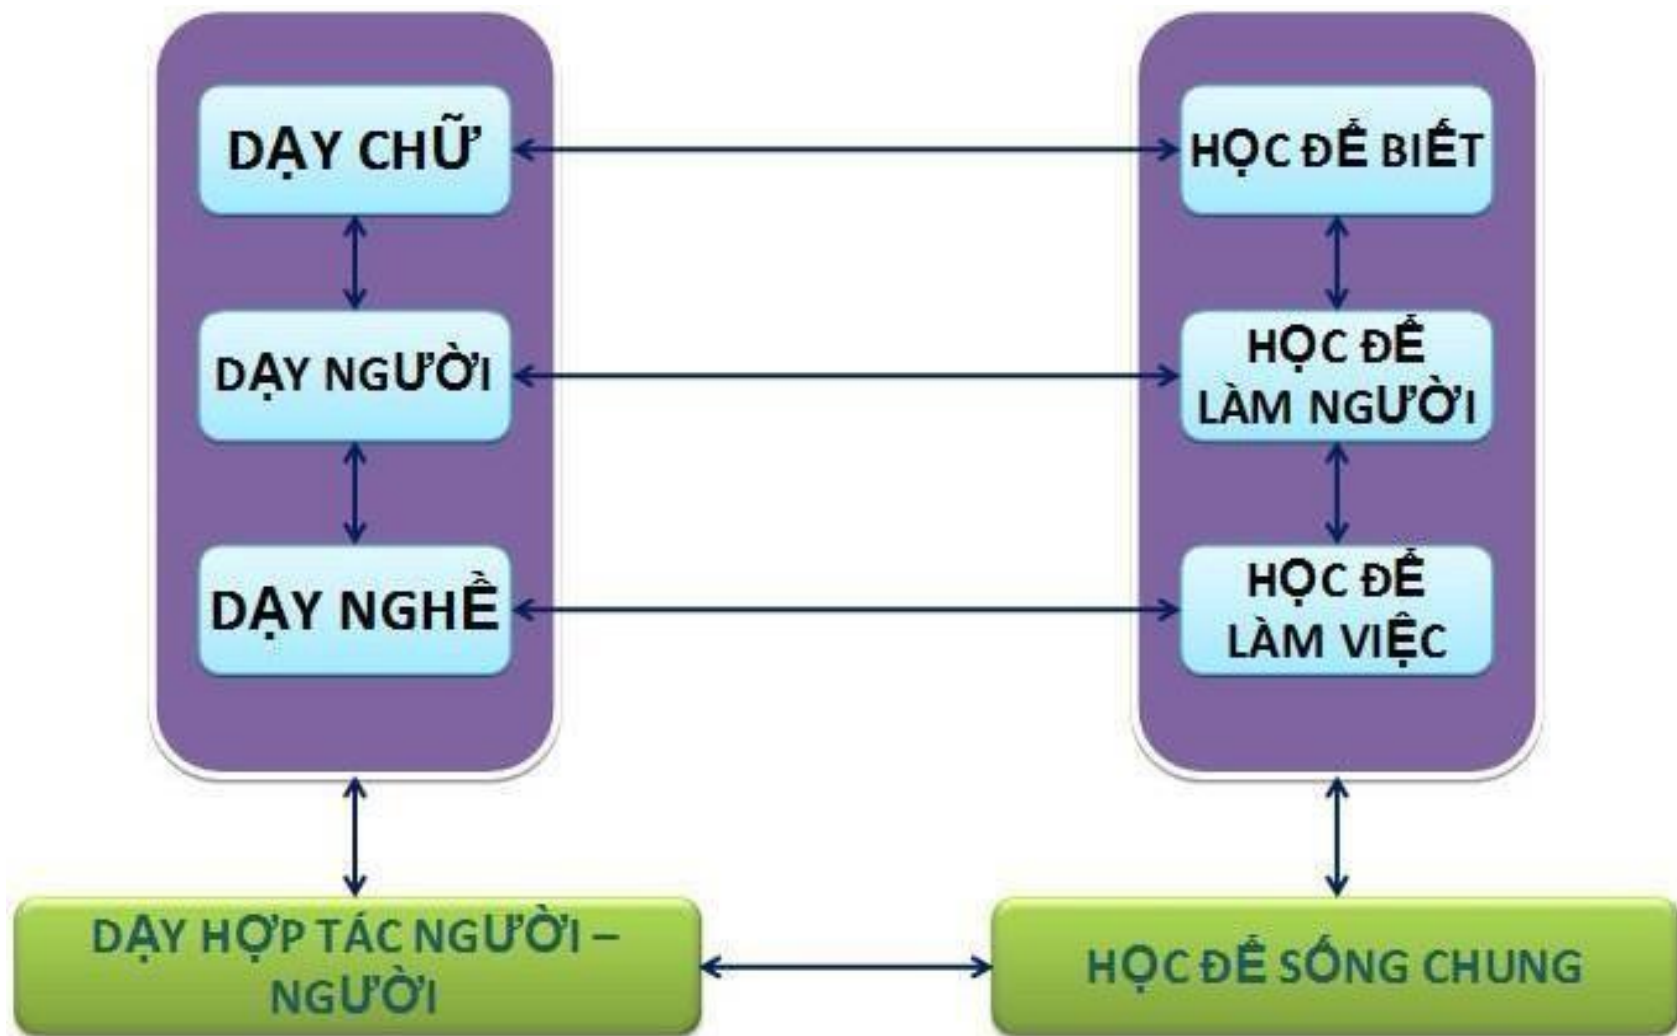 DẠY CHỮ
HỌC ĐỂ BIẾT
DẠY NGƯỜI
HỌC ĐỂ
LÀM NGƯỜI
DẠY NGHỀ
HỌC ĐỂ
LÀM VIỆC
DẠY HỢP TÁC NGƯỜI –
NGƯỜI
HỌC ĐỂ SỐNG CHUNG